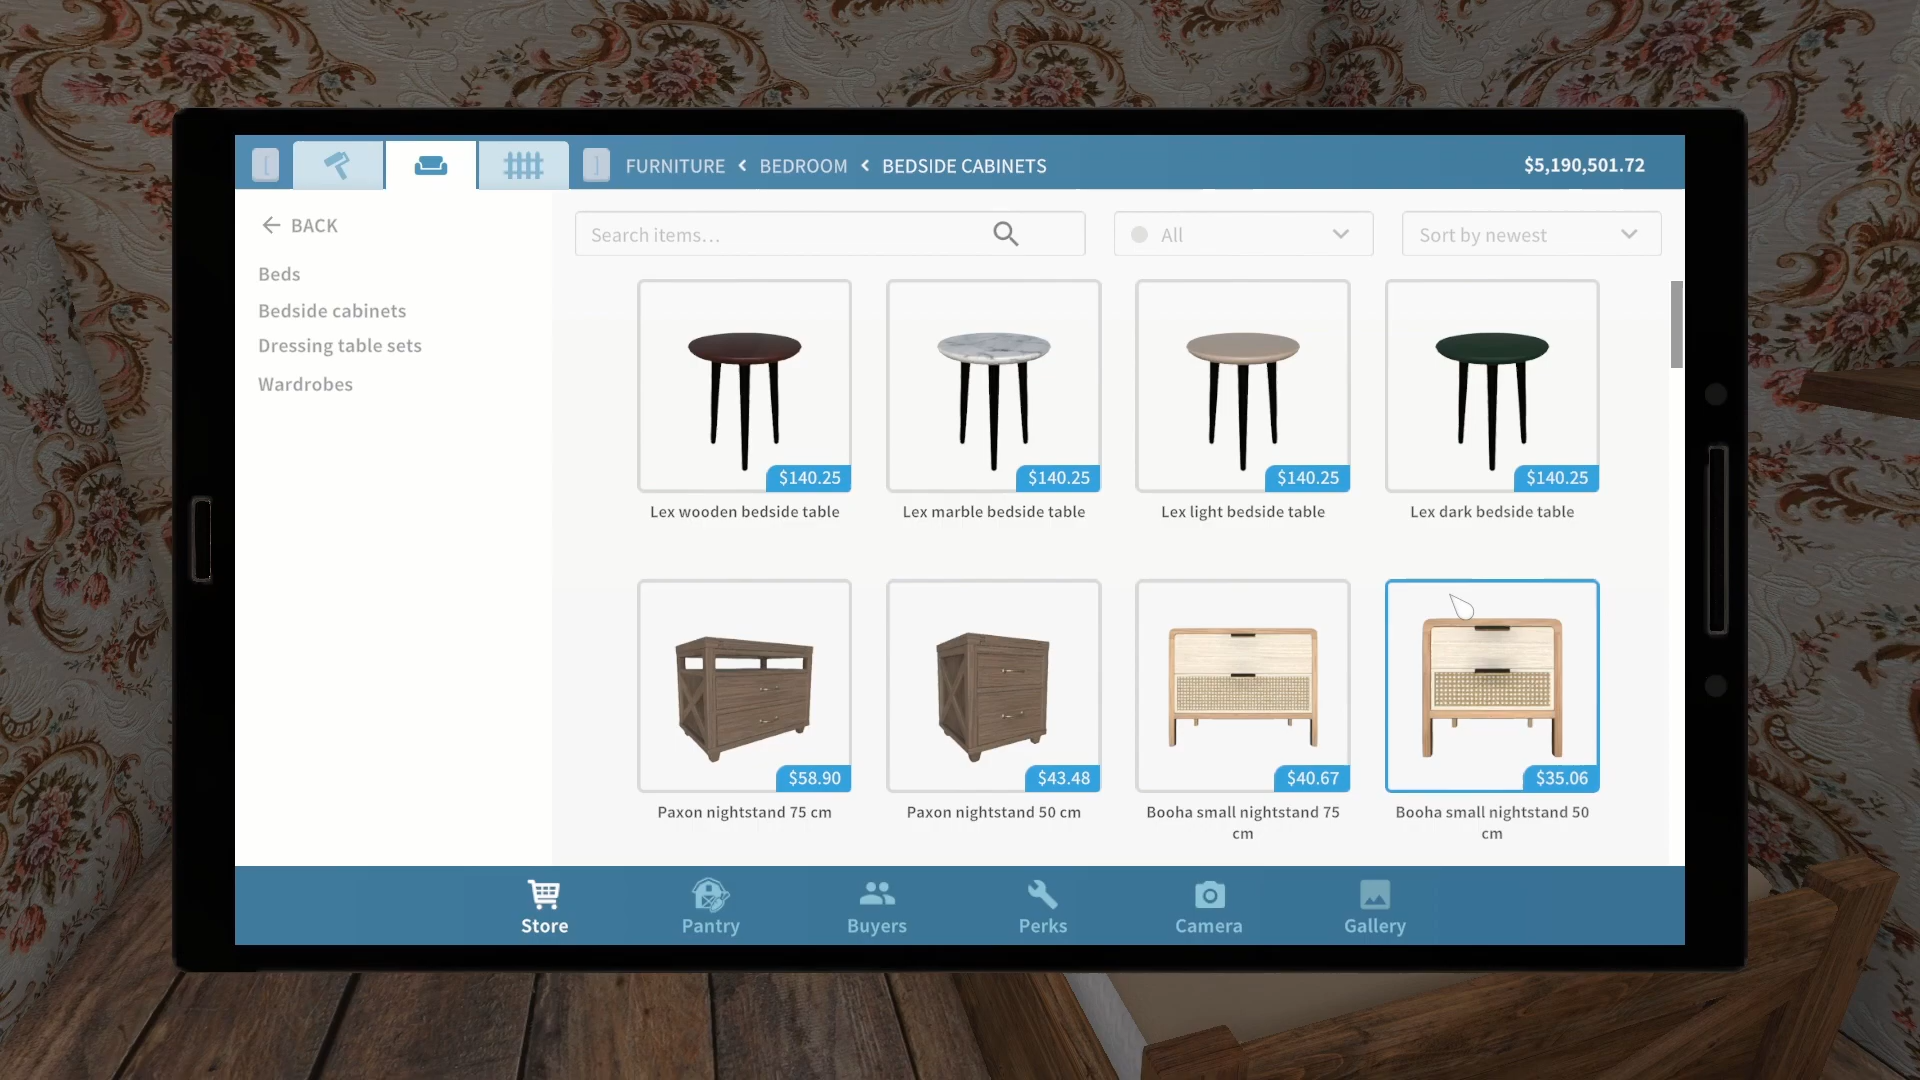 [
]
FURNITURE
BEDROOM
BEDSIDE CABINETS
$5,190,501.72
BACK
Beds
Bedside cabinets
Dressing table sets
Wardrobes
Search items...
All
Sort by newest
$140.25
$140.25
$140.25
$140.25
Lex wooden bedside table
Lex marble bedside table
Lex light bedside table
Lex dark bedside table
$58.90
$43.48
$40.67
$35.06
Paxon nightstand 75 cm
Paxon nightstand 50 cm
Booha small nightstand 75
cm
Booha small nightstand 50
cm
Store
Pantry
Buyers
Perks
Camera
Gallery